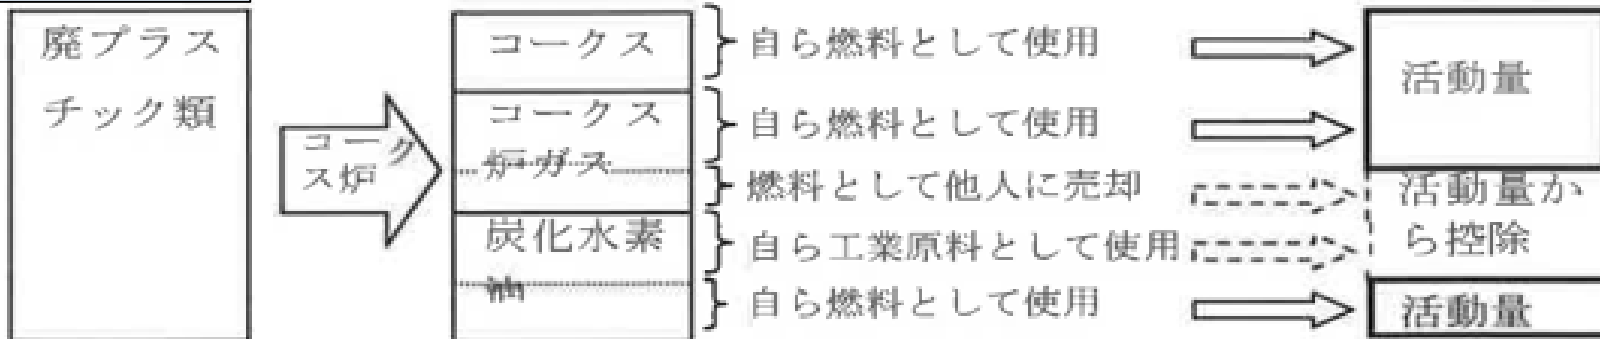 廃プラス
チック類
コーク
ス炉
コークス
コークス
炉ガス
炭化水素
油
自ら燃料として使用
自ら燃料として使用
燃料として他人に売却
自ら工業原料として使用
自ら燃料として使用
活動量
活動量か
ら控除
活動量